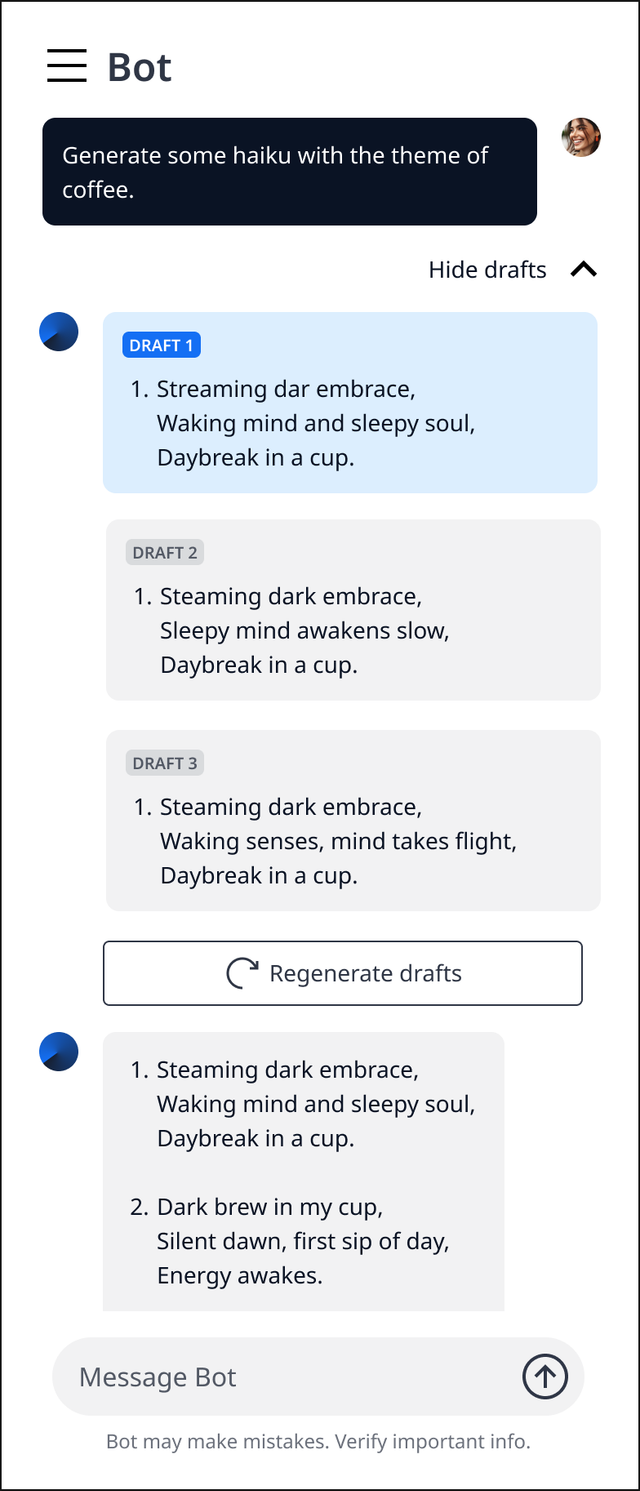 Bot
Generate some haiku with the theme of
coffee.
Hide drafts
DRAFT 1
1. Streaming dar embrace,
Waking mind and sleepy soul,
Daybreak in a cup.
DRAFT 2
1. Steaming dark embrace,
Sleepy mind awakens slow,
Daybreak in a cup.
DRAFT 3
1. Steaming dark embrace,
Waking senses, mind takes flight,
Daybreak in a cup.
Regenerate drafts
1. Steaming dark embrace,
Waking mind and sleepy soul,
Daybreak in a cup.
2. Dark brew in my cup,
Silent dawn, first sip of day,
Energy awakes.
Message Bot
Bot may make mistakes. Verify important info.